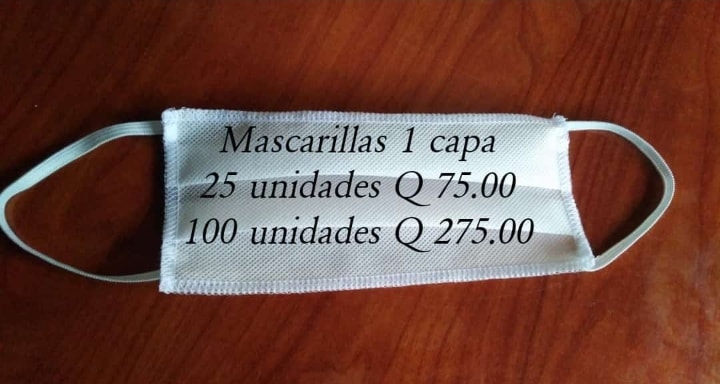 Mascarillas 1 capa
25 unidades Q 75.00
100 unidades Q 275.00